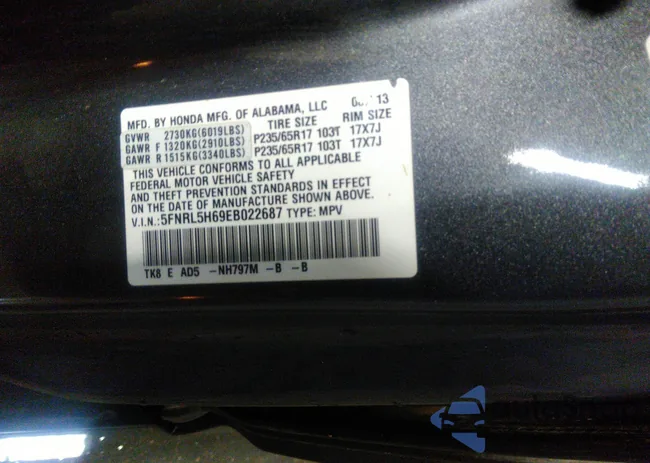 MFD. BY HONDA MFG. OF ALABAMA, LLC
GVWR 2730KG(6019LBS) TIRE SIZE RIM SIZE
GAWR F 1320KG(2910LBS) P235/65R17 103T 17X7J
GAWR R 1515KG(3340LBS) P235/65R17 103T 17X7J
THIS VEHICLE CONFORMS TO ALL APPLICABLE
FEDERAL MOTOR VEHICLE SAFETY
AND THEFT PREVENTION STANDARDS IN EFFECT
ON THE DATE OF MANUFACTURE SHOWN ABOVE.
V.I.N.:5FNRL5H69EB022687 TYPE: MPV
TK8 E AD5 -NH797M -B -B